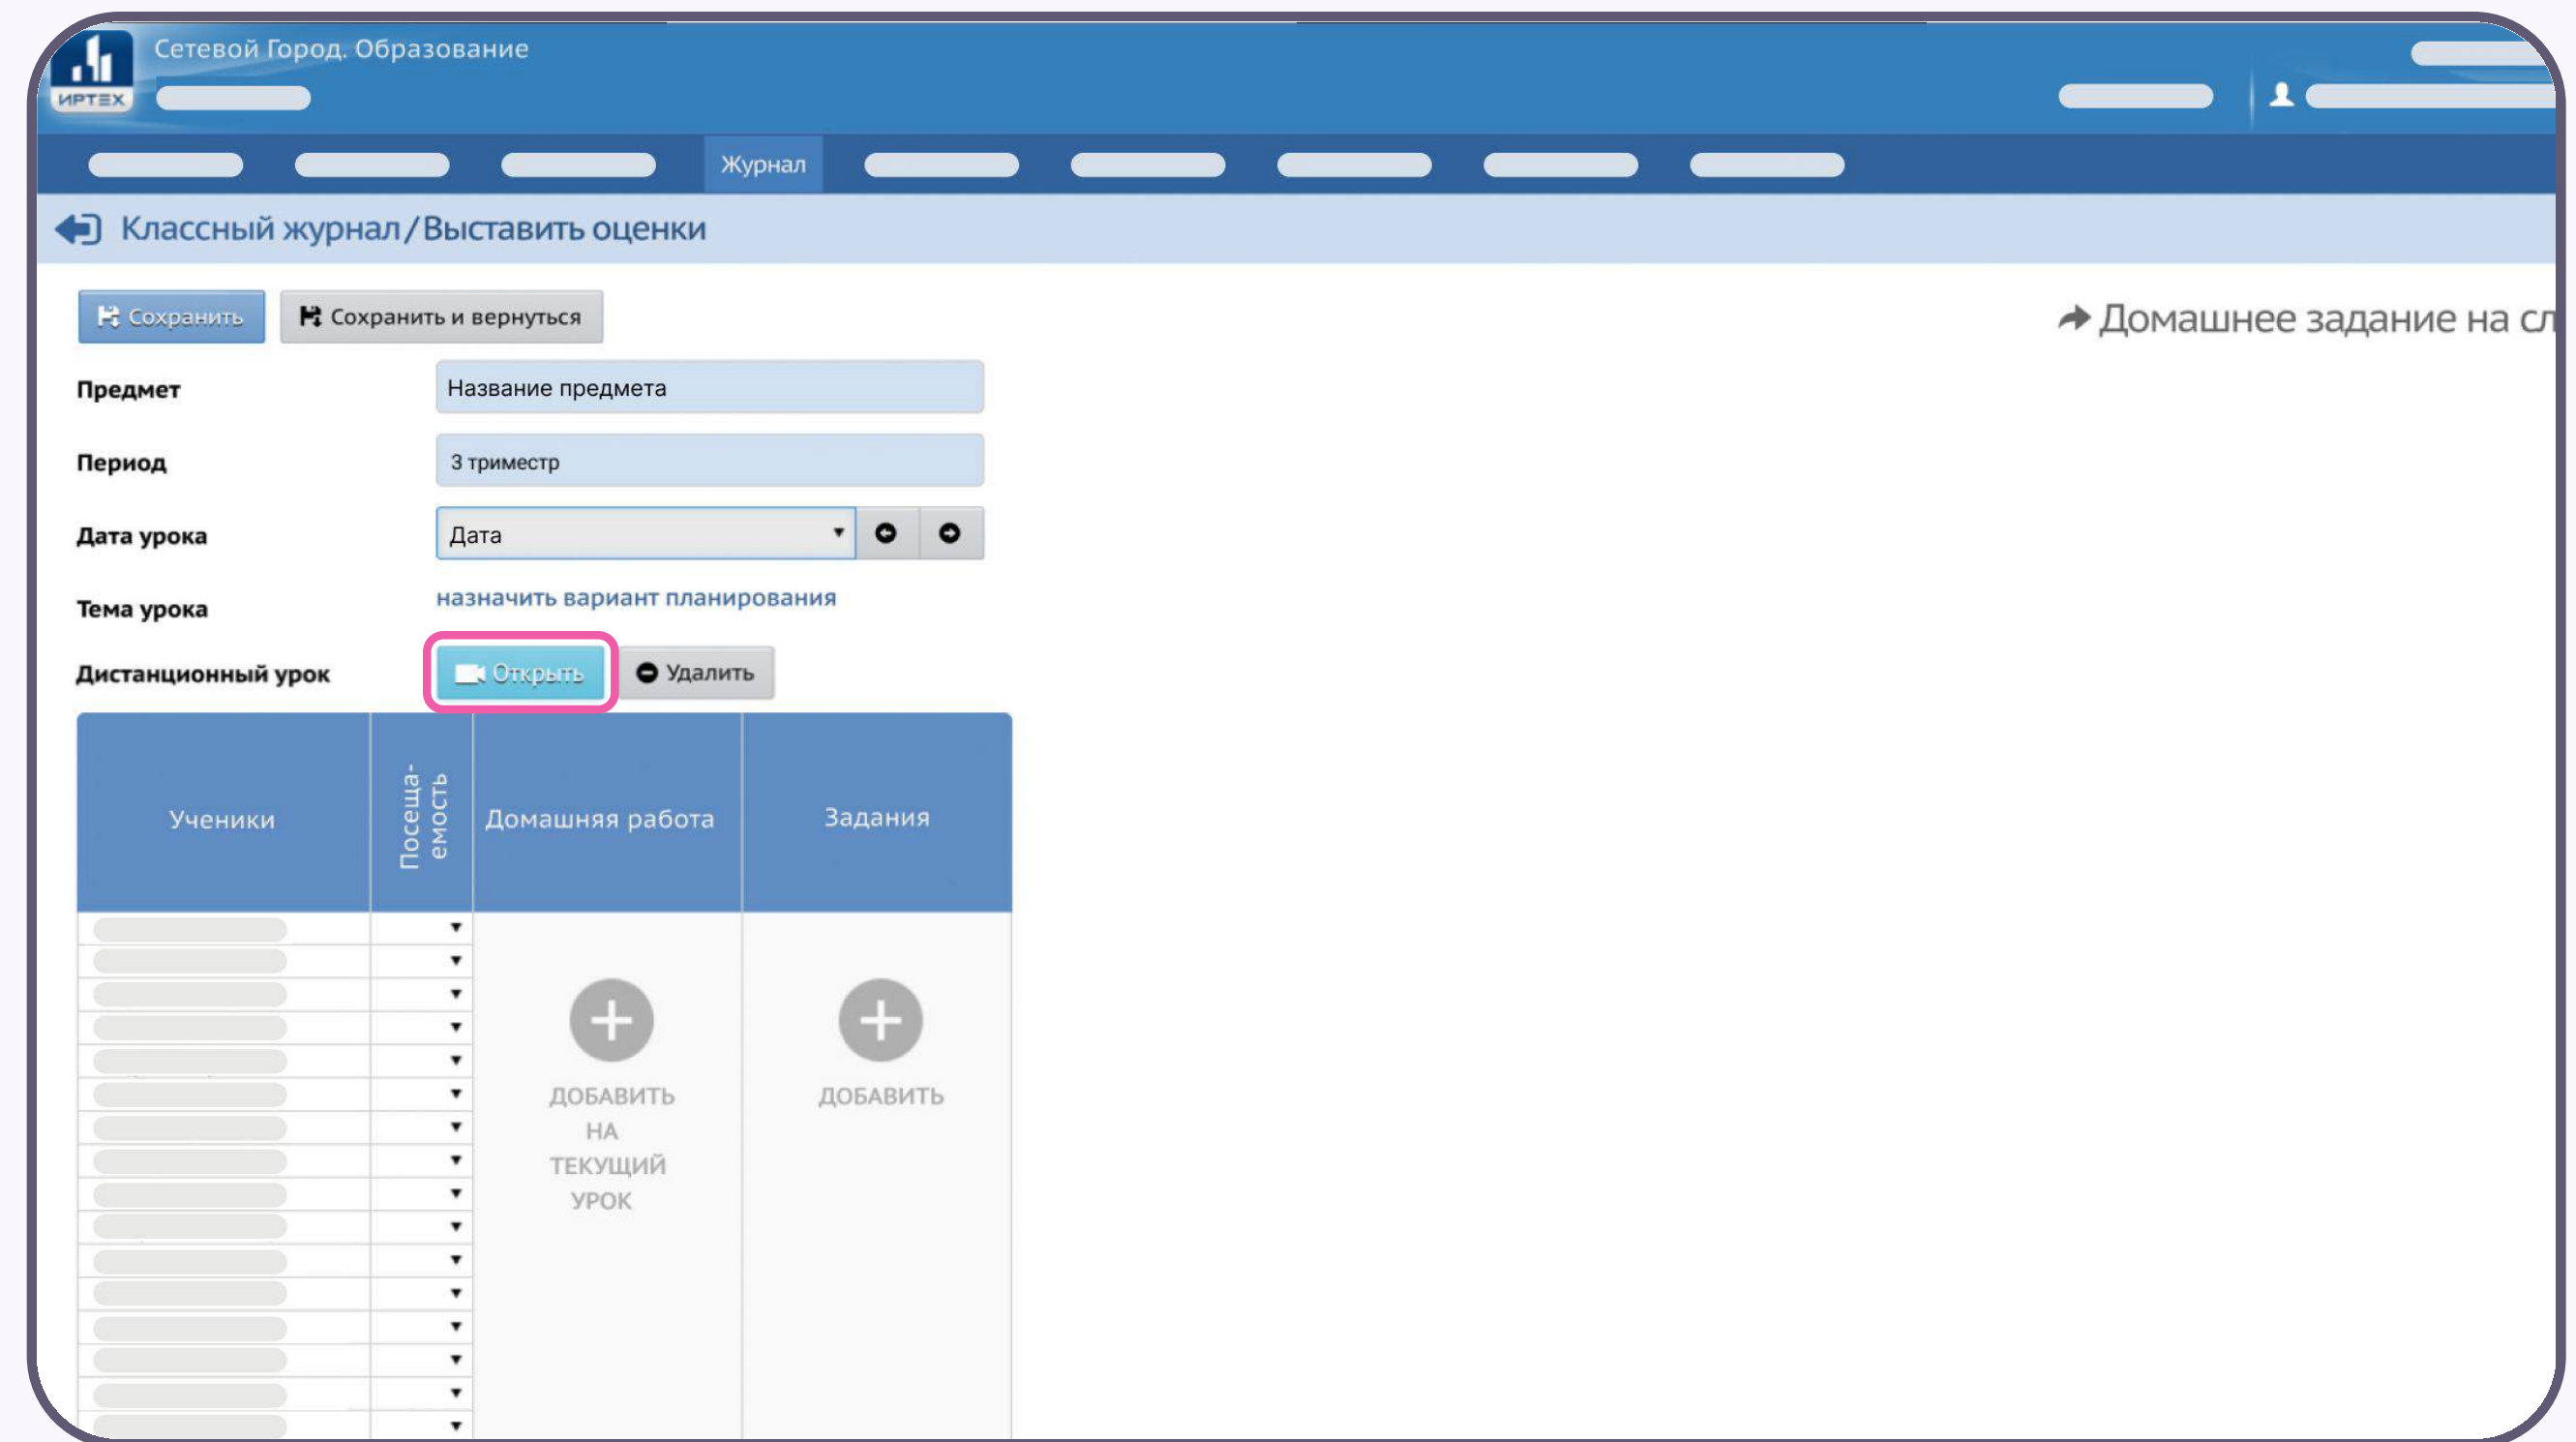 Сетевой Город. Образование
ИРТЕХ
Журнал
Классный журнал/Выставить оценки
Сохранить
Сохранить и вернуться
Домашнее задание на сл
Предмет
Название предмета
Период
3 триместр
Дата урока
Дата
Тема урока
назначить вариант планирования
Дистанционный урок
Открыть
Удалить
Ученики
Посеща-
емость
Домашняя работа
Задания
ДОБАВИТЬ
НА
ТЕКУЩИЙ
УРОК
ДОБАВИТЬ